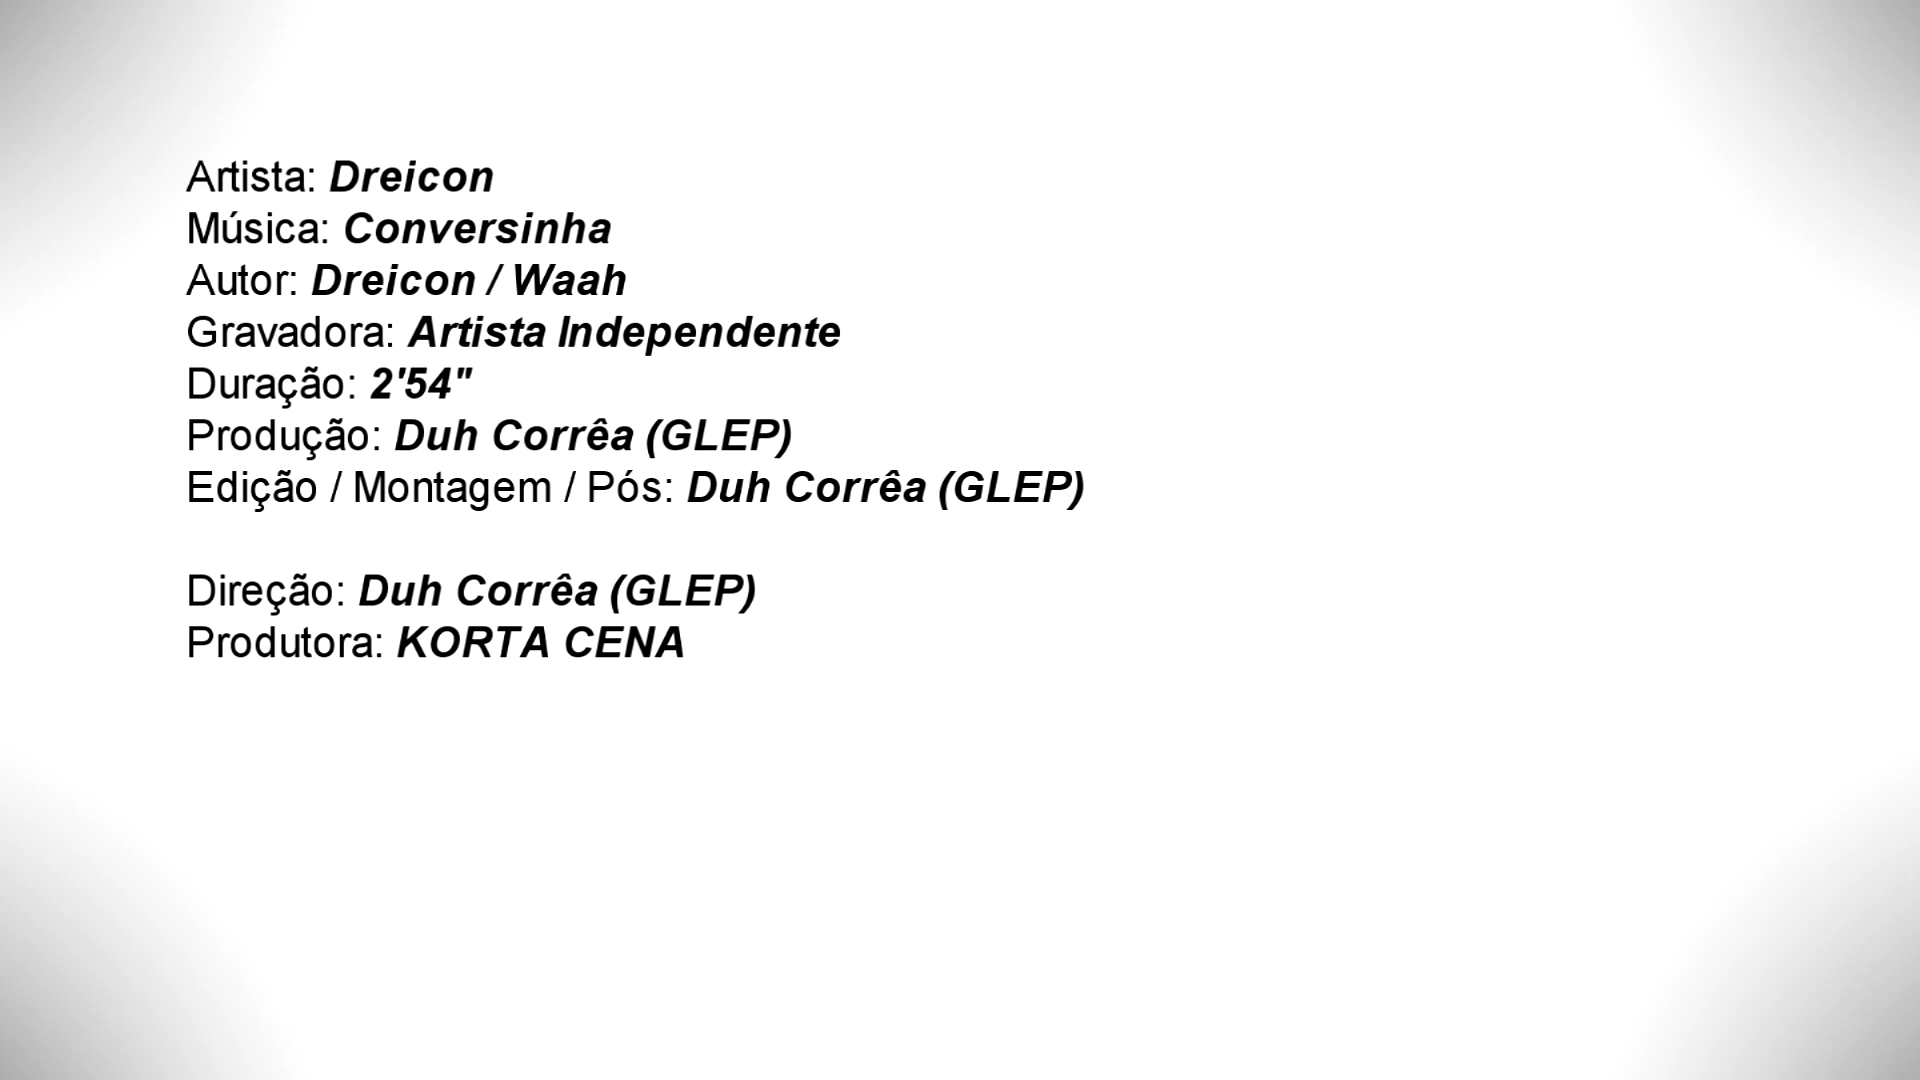 Artista: Dreicon
Música: Conversinha
Autor: Dreicon / Waah
Gravadora: Artista Independente
Duração: 2'54"
Produção: Duh Corrêa (GLEP)
Edição / Montagem / Pós: Duh Corrêa (GLEP)
Direção: Duh Corrêa (GLEP)
Produtora: KORTA CENA